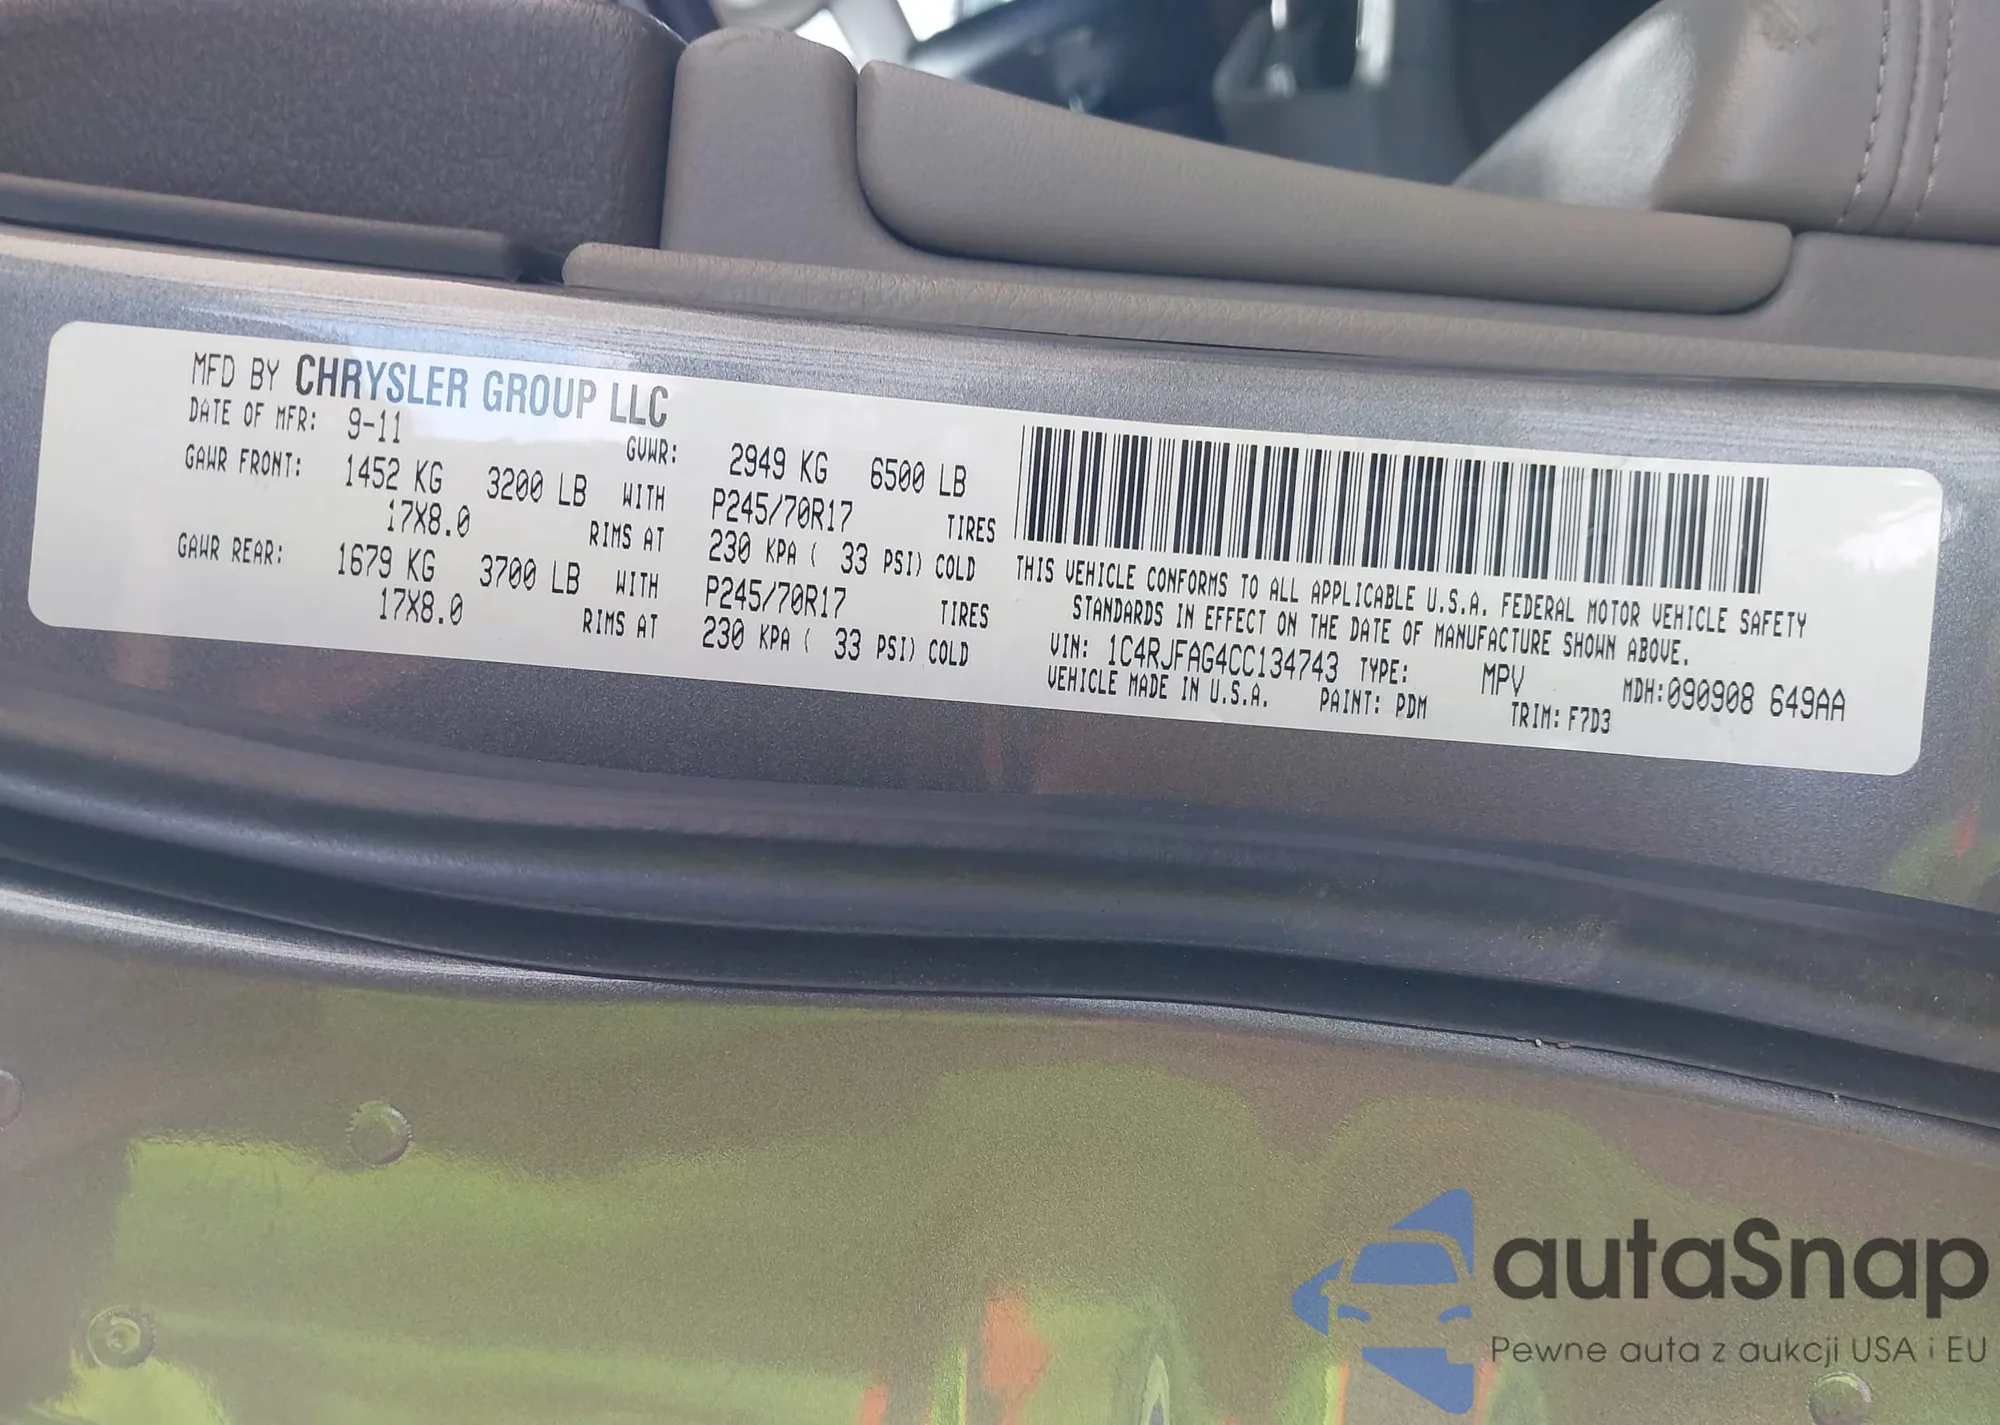 MFD BY CHRYSLER GROUP LLC
DATE OF MFR: 9-11 GVWR: 2949 KG 6500 LB
GAWR FRONT: 1452 KG 3200 LB WITH P245/70R17 TIRES
17X8.0 RIMS AT 230 KPA ( 33 PSI) COLD
GAWR REAR: 1679 KG 3700 LB WITH P245/70R17 TIRES
17X8.0 RIMS AT 230 KPA ( 33 PSI) COLD
THIS VEHICLE CONFORMS TO ALL APPLICABLE U.S.A. FEDERAL MOTOR VEHICLE SAFETY
STANDARDS IN EFFECT ON THE DATE OF MANUFACTURE SHOWN ABOVE.
VIN: 1C4RJFAG4CC134743 TYPE: MPV MDH:090908 649AA
VEHICLE MADE IN U.S.A. PAINT: PDM TRIM: F7D3
autaSnap
Pewne auta z aukcji USA i EU